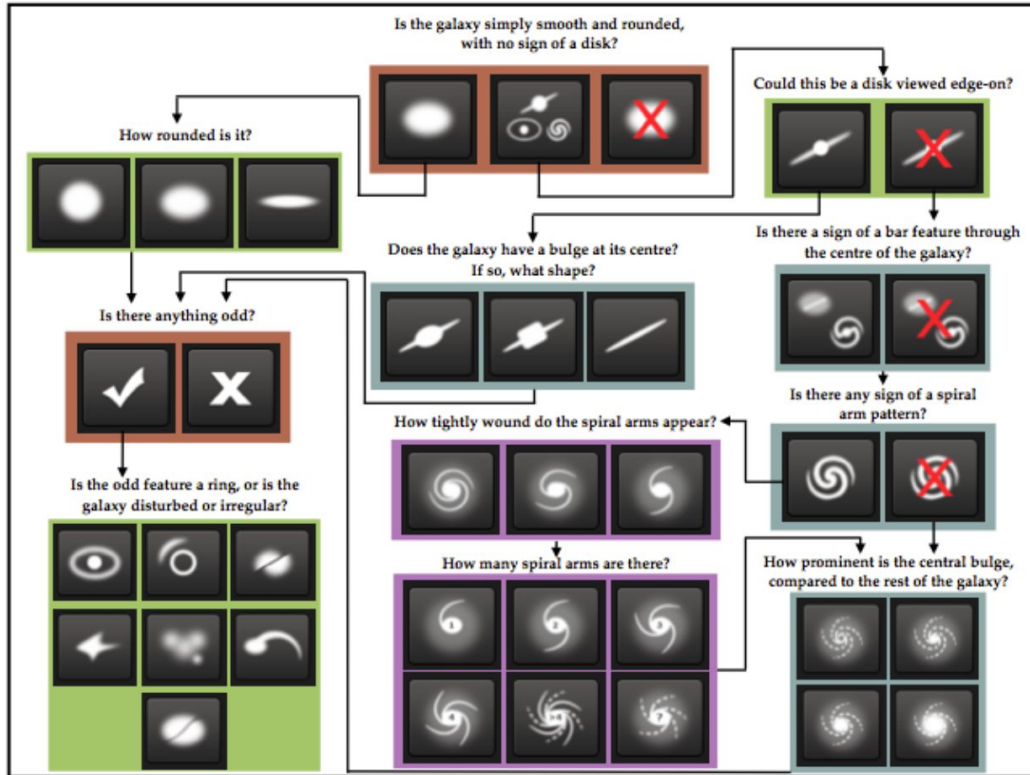 Is the galaxy simply smooth and rounded,
with no sign of a disk?
Could this be a disk viewed edge-on?
How rounded is it?
Does the galaxy have a bulge at its centre?
If so, what shape?
Is there a sign of a bar feature through
the centre of the galaxy?
Is there anything odd?
Is there any sign of a spiral
arm pattern?
How tightly wound do the spiral arms appear?
Is the odd feature a ring, or is the
galaxy disturbed or irregular?
How many spiral arms are there?
1
2
3
4
>4
?
How prominent is the central bulge,
compared to the rest of the galaxy?